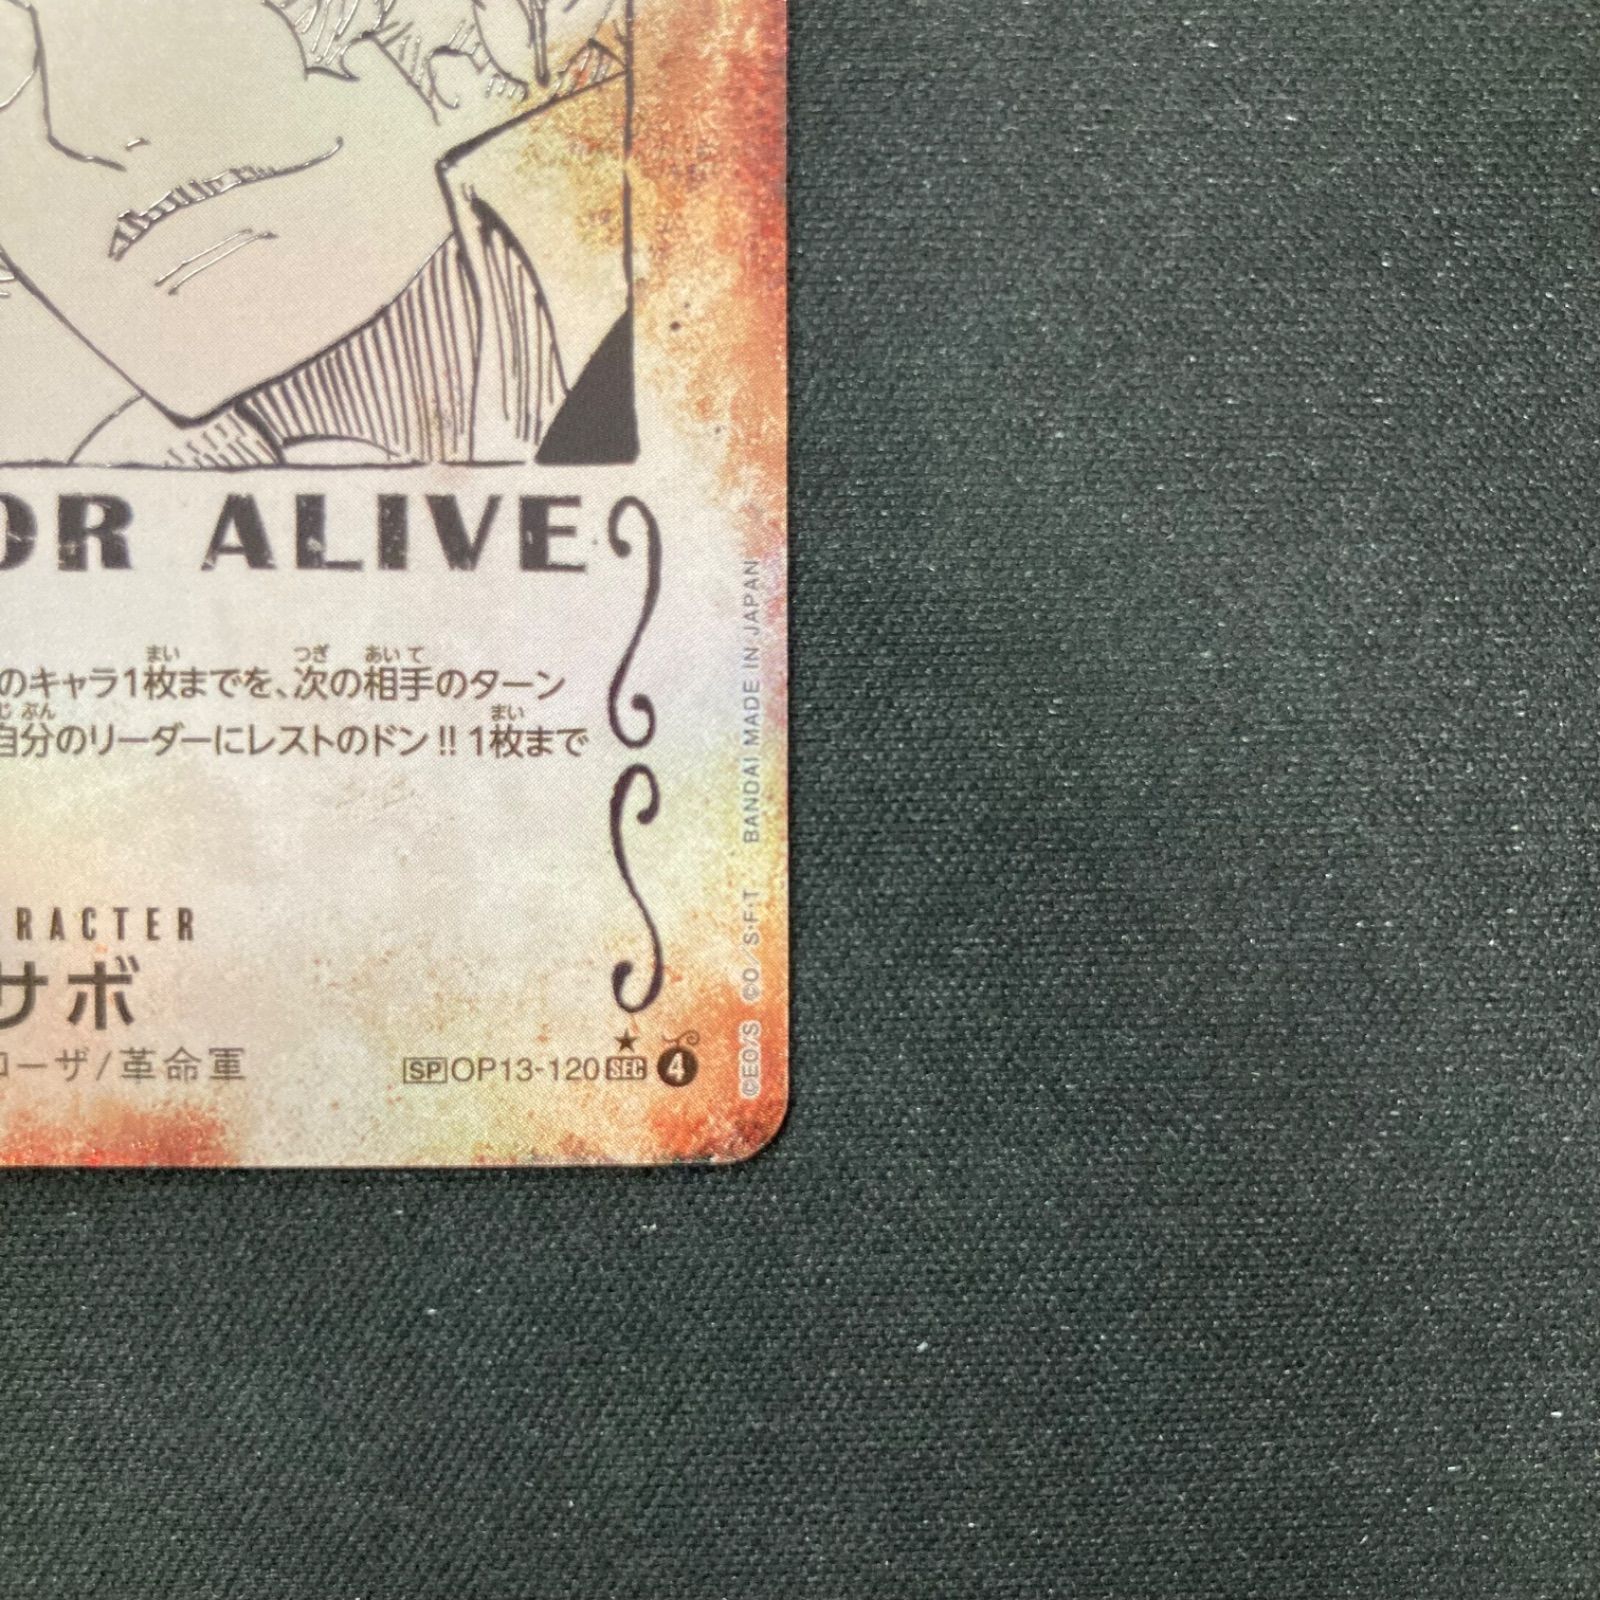 OR ALIVE
のキャラ1枚までを、次の相手のターン
自分のリーダーにレストのドン!! 1枚まで
RACTER
サボ
ローザ/革命軍
SP OP13-120 SEC 4
©EO/S ©O/S・F・T BANDAI MADE IN JAPAN